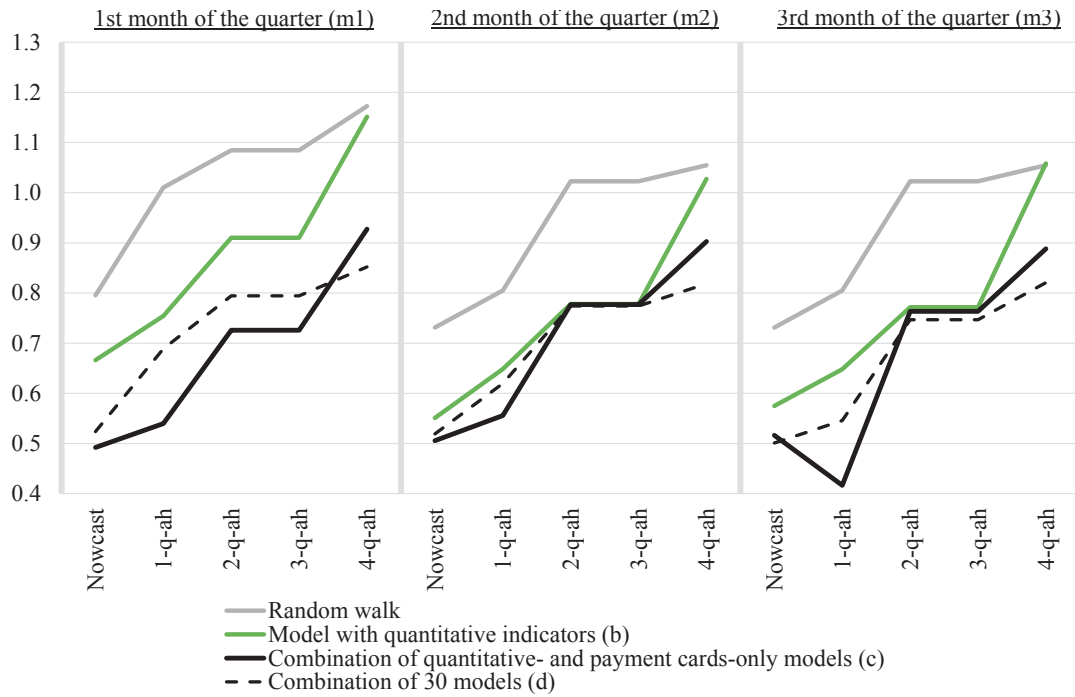 1st month of the quarter (m1) 2nd month of the quarter (m2) 3rd month of the quarter (m3)
1.3
1.2
1.1
1.0
0.9
0.8
0.7
0.6
0.5
0.4
Nowcast 1-q-ah 2-q-ah 3-q-ah 4-q-ah Nowcast 1-q-ah 2-q-ah 3-q-ah 4-q-ah Nowcast 1-q-ah 2-q-ah 3-q-ah 4-q-ah
Random walk
Model with quantitative indicators (b)
Combination of quantitative- and payment cards-only models (c)
Combination of 30 models (d)